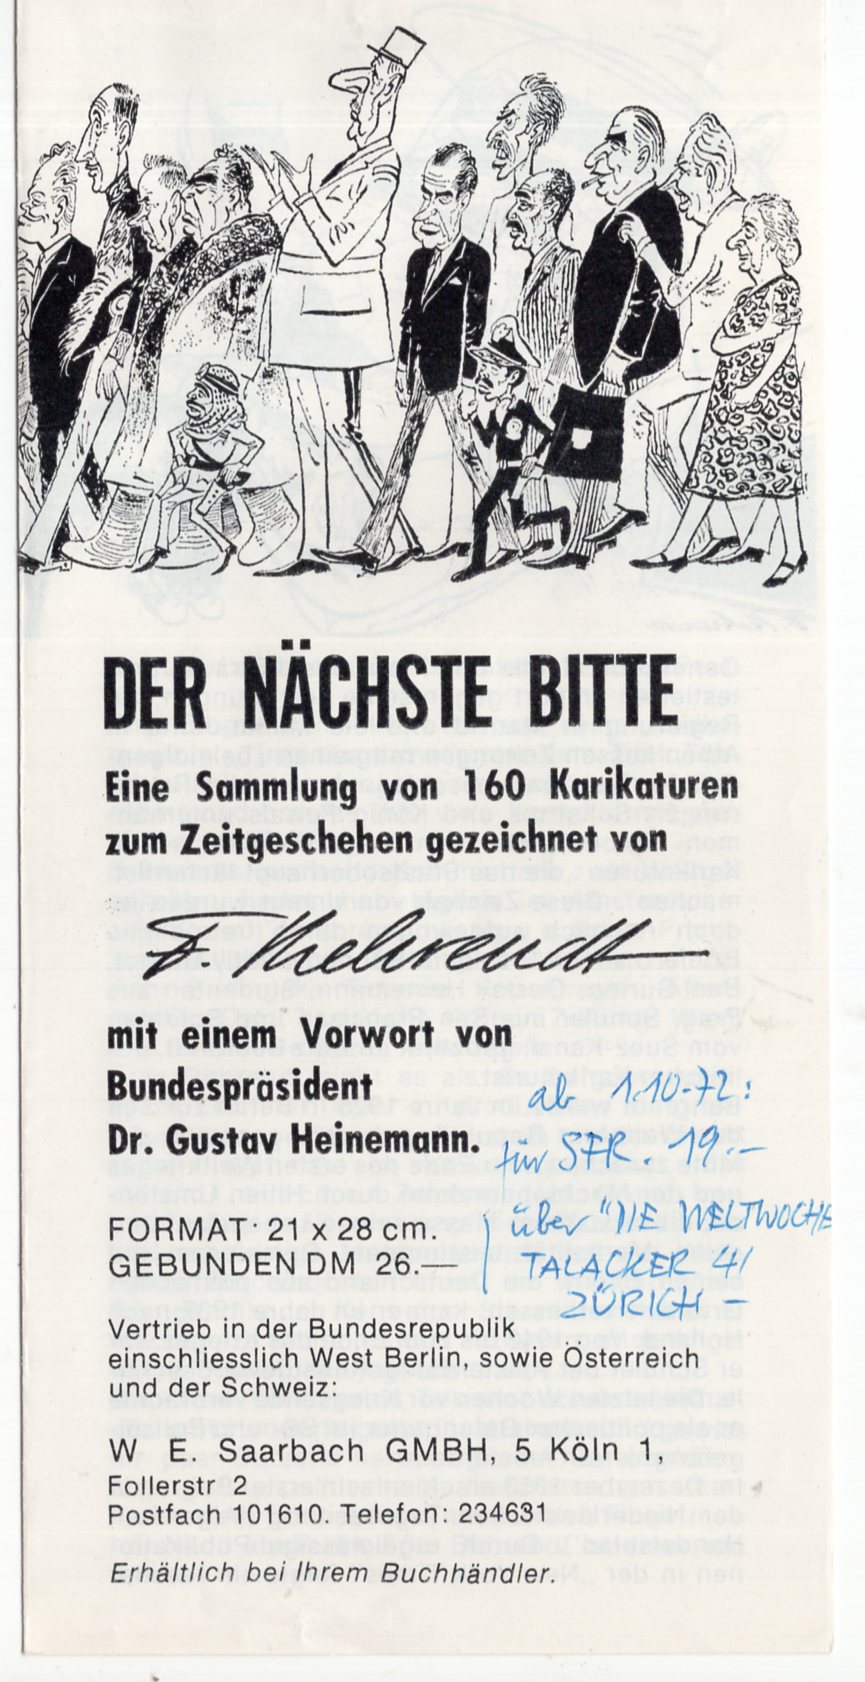 DER NÄCHSTE BITTE
Eine Sammlung von 160 Karikaturen
zum Zeitgeschehen gezeichnet von
F. Behrendt
mit einem Vorwort von
Bundespräsident
Dr. Gustav Heinemann.
ab 1.10.72:
für SFR. 19.-
über "DIE WELTWOCHE
TALACKER 41
ZÜRICH –
FORMAT· 21 x 28 cm.
GEBUNDEN DM 26.—
Vertrieb in der Bundesrepublik
einschliesslich West Berlin, sowie Österreich
und der Schweiz:
W. E. Saarbach GMBH, 5 Köln 1,
Follerstr 2
Postfach 101610. Telefon: 234631
Erhältlich bei Ihrem Buchhändler.